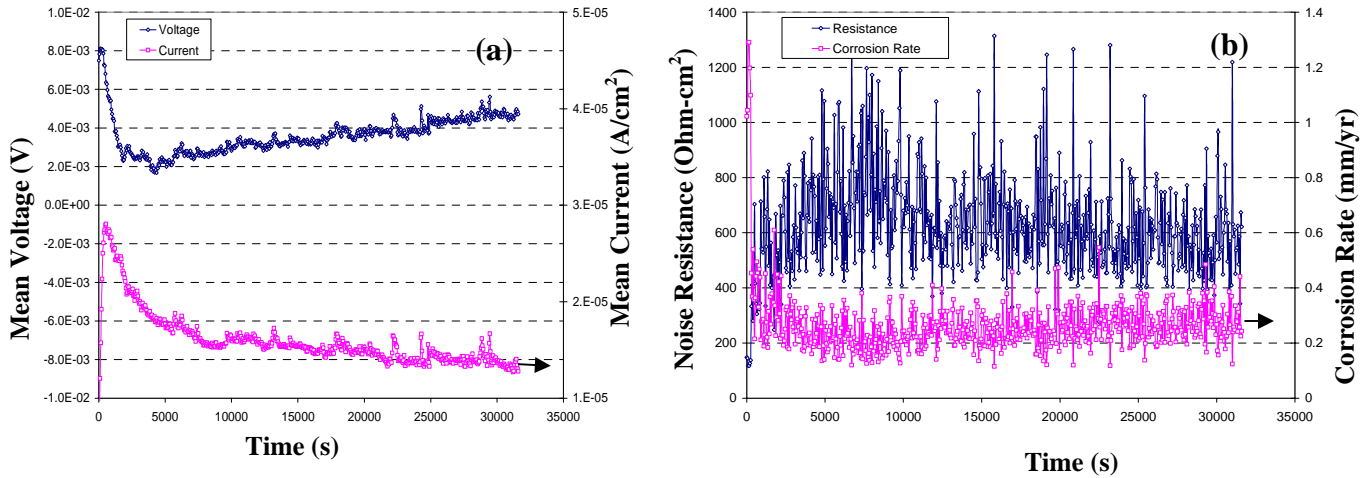 (a)
Voltage
Current
Mean Voltage (V)
1.0E-02
8.0E-03
6.0E-03
4.0E-03
2.0E-03
0.0E+00
-2.0E-03
-4.0E-03
-6.0E-03
-8.0E-03
-1.0E-02
0
5000
10000
15000
20000
25000
30000
35000
Time (s)
5.E-05
4.E-05
3.E-05
2.E-05
1.E-05
Mean Current (A/cm²)
(b)
Resistance
Corrosion Rate
Noise Resistance (Ohm-cm²)
1400
1200
1000
800
600
400
200
0
0
5000
10000
15000
20000
25000
30000
35000
Time (s)
1.4
1.2
1
0.8
0.6
0.4
0.2
0
Corrosion Rate (mm/yr)